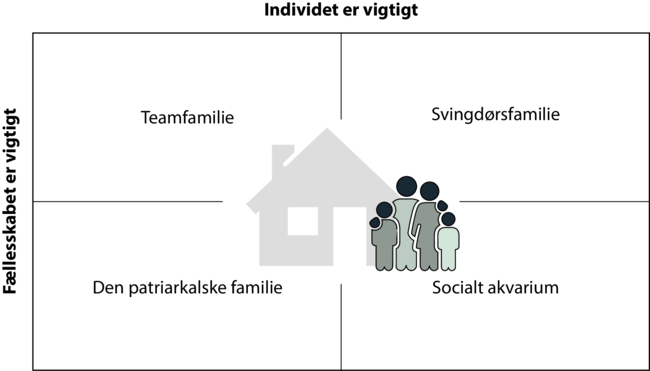 Individet er vigtigt
Fællesskabet er vigtigt
Teamfamilie
Svingdørsfamilie
Den patriarkalske familie
Socialt akvarium